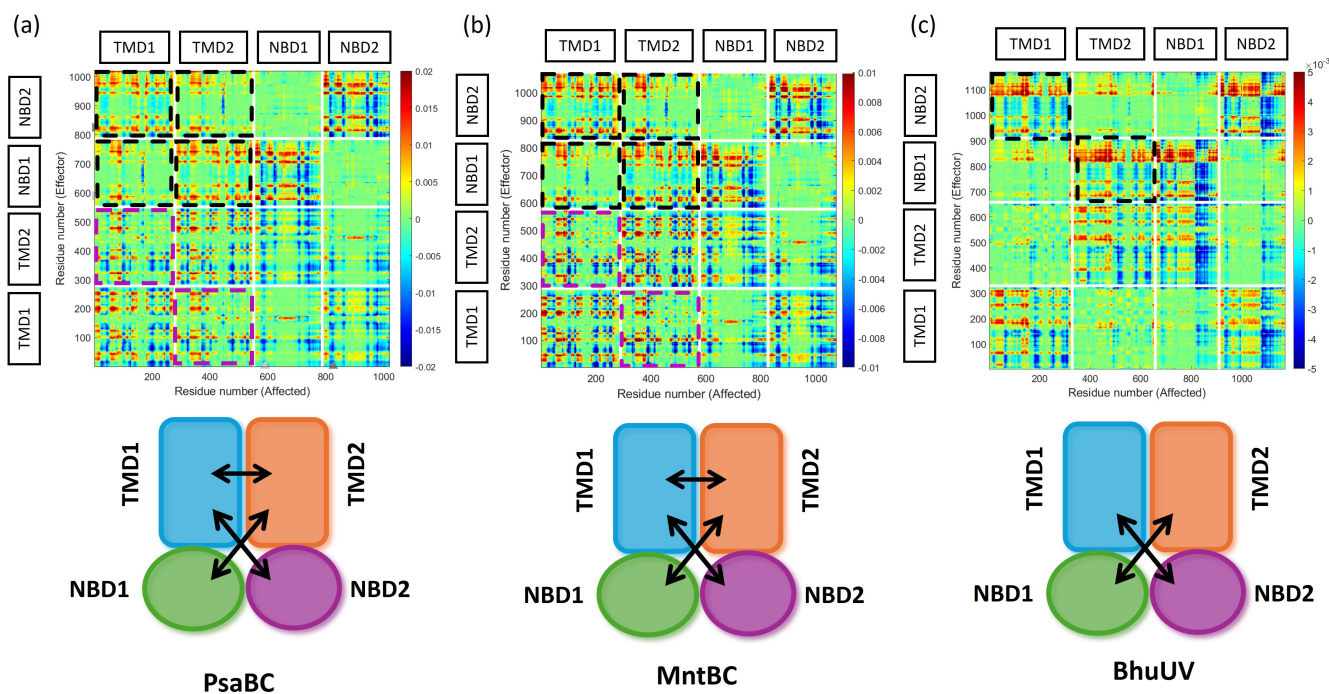 (a)
TMD1 TMD2 NBD1 NBD2
NBD2
NBD1
TMD2
TMD1
Residue number (Effector)
1000
900
800
700
600
500
400
300
200
100
200 400 600 800 1000
Residue number (Affected)
0.02
0.015
0.01
0.005
0
-0.005
-0.01
-0.015
-0.02
TMD1
TMD2
NBD1
NBD2
PsaBC
(b)
TMD1 TMD2 NBD1 NBD2
NBD2
NBD1
TMD2
TMD1
Residue number (Effector)
1000
900
800
700
600
500
400
300
200
100
200 400 600 800 1000
Residue number (Affected)
0.01
0.008
0.006
0.004
0.002
0
-0.002
-0.004
-0.006
-0.008
-0.01
TMD1
TMD2
NBD1
NBD2
MntBC
(c)
TMD1 TMD2 NBD1 NBD2
NBD2
NBD1
TMD2
TMD1
Residue number (Effector)
1100
1000
900
800
700
600
500
400
300
200
100
200 400 600 800 1000
Residue number (Affected)
×10⁻³
5
4
3
2
1
0
-1
-2
-3
-4
-5
TMD1
TMD2
NBD1
NBD2
BhuUV